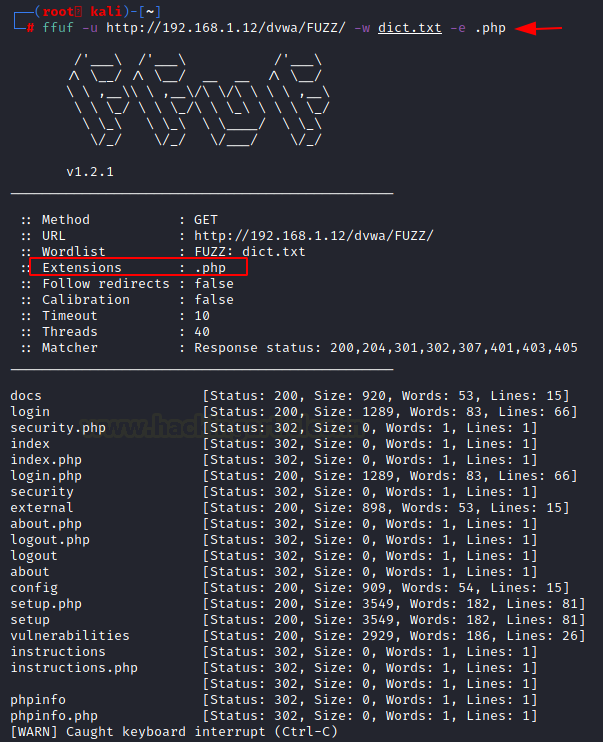 ┌──(root💀 kali)-[~]
└─# ffuf -u http://192.168.1.12/dvwa/FUZZ/ -w dict.txt -e .php
v1.2.1
:: Method : GET
:: URL : http://192.168.1.12/dvwa/FUZZ/
:: Wordlist : FUZZ: dict.txt
:: Extensions : .php
:: Follow redirects : false
:: Calibration : false
:: Timeout : 10
:: Threads : 40
:: Matcher : Response status: 200,204,301,302,307,401,403,405
docs [Status: 200, Size: 920, Words: 53, Lines: 15]
login [Status: 200, Size: 1289, Words: 83, Lines: 66]
security.php [Status: 302, Size: 0, Words: 1, Lines: 1]
index [Status: 302, Size: 0, Words: 1, Lines: 1]
index.php [Status: 302, Size: 0, Words: 1, Lines: 1]
login.php [Status: 200, Size: 1289, Words: 83, Lines: 66]
security [Status: 302, Size: 0, Words: 1, Lines: 1]
external [Status: 200, Size: 898, Words: 53, Lines: 15]
about.php [Status: 302, Size: 0, Words: 1, Lines: 1]
logout.php [Status: 302, Size: 0, Words: 1, Lines: 1]
logout [Status: 302, Size: 0, Words: 1, Lines: 1]
about [Status: 302, Size: 0, Words: 1, Lines: 1]
config [Status: 200, Size: 909, Words: 54, Lines: 15]
setup.php [Status: 200, Size: 3549, Words: 182, Lines: 81]
setup [Status: 200, Size: 3549, Words: 182, Lines: 81]
vulnerabilities [Status: 200, Size: 2929, Words: 186, Lines: 26]
instructions [Status: 302, Size: 0, Words: 1, Lines: 1]
instructions.php [Status: 302, Size: 0, Words: 1, Lines: 1]
[Status: 302, Size: 0, Words: 1, Lines: 1]
phpinfo [Status: 302, Size: 0, Words: 1, Lines: 1]
phpinfo.php [Status: 302, Size: 0, Words: 1, Lines: 1]
[WARN] Caught keyboard interrupt (Ctrl-C)